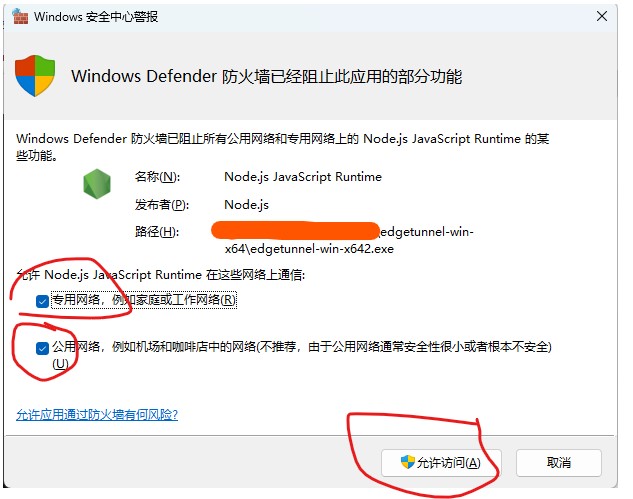 Windows 安全中心警报
Windows Defender 防火墙已经阻止此应用的部分功能
Windows Defender 防火墙已阻止所有公用网络和专用网络上的 Node.js JavaScript Runtime 的某
些功能。
名称(N): Node.js JavaScript Runtime
发布者(P): Node.js
路径(H): edgetunnel-win-
x64\edgetunnel-win-x642.exe
允许 Node.js JavaScript Runtime 在这些网络上通信:
专用网络，例如家庭或工作网络(R)
公用网络，例如机场和咖啡店中的网络(不推荐，由于公用网络通常安全性很小或者根本不安全)
(U)
允许应用通过防火墙有何风险?
允许访问(A)
取消